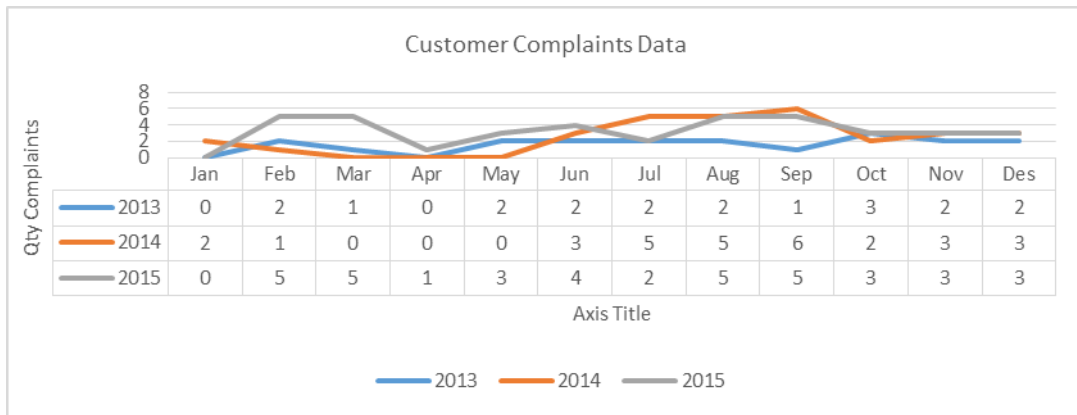 Customer Complaints Data
Qty Complaints
8
6
4
2
0
Jan Feb Mar Apr May Jun Jul Aug Sep Oct Nov Des
2013 0 2 1 0 2 2 2 2 1 3 2 2
2014 2 1 0 0 0 3 5 5 6 2 3 3
2015 0 5 5 1 3 4 2 5 5 3 3 3
Axis Title
2013 2014 2015